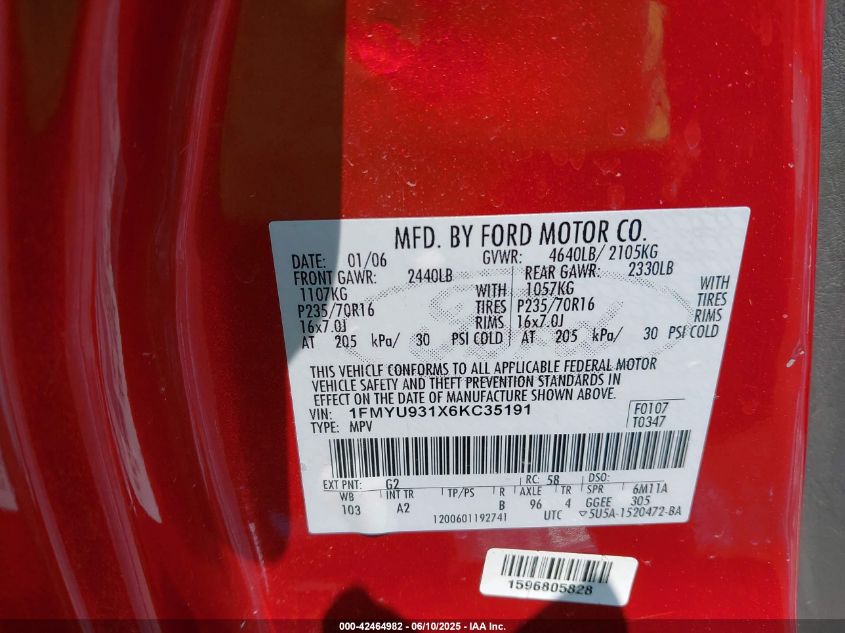 MFD. BY FORD MOTOR CO.
DATE: 01/06 GVWR: 4640LB/ 2105KG
FRONT GAWR: 2440LB REAR GAWR: 2330LB
1107KG WITH 1057KG WITH
P235/70R16 TIRES P235/70R16 TIRES
16x7.0J RIMS 16x7.0J RIMS
AT 205 kPa/ 30 PSI COLD AT 205 kPa/ 30 PSI COLD
THIS VEHICLE CONFORMS TO ALL APPLICABLE FEDERAL MOTOR
VEHICLE SAFETY AND THEFT PREVENTION STANDARDS IN
EFFECT ON THE DATE OF MANUFACTURE SHOWN ABOVE.
VIN: 1FMYU931X6KC35191 F0107
TYPE: MPV T0347
EXT PNT: G2 RC: 58 DSO:
WB INT TR TP/PS R AXLE TR SPR 6M11A
103 A2 B 96 4 GGEE 305
1200601192741 UTC ▽5U5A-1520472-BA
1596805828
000-42464982 - 06/10/2025 - IAA Inc.